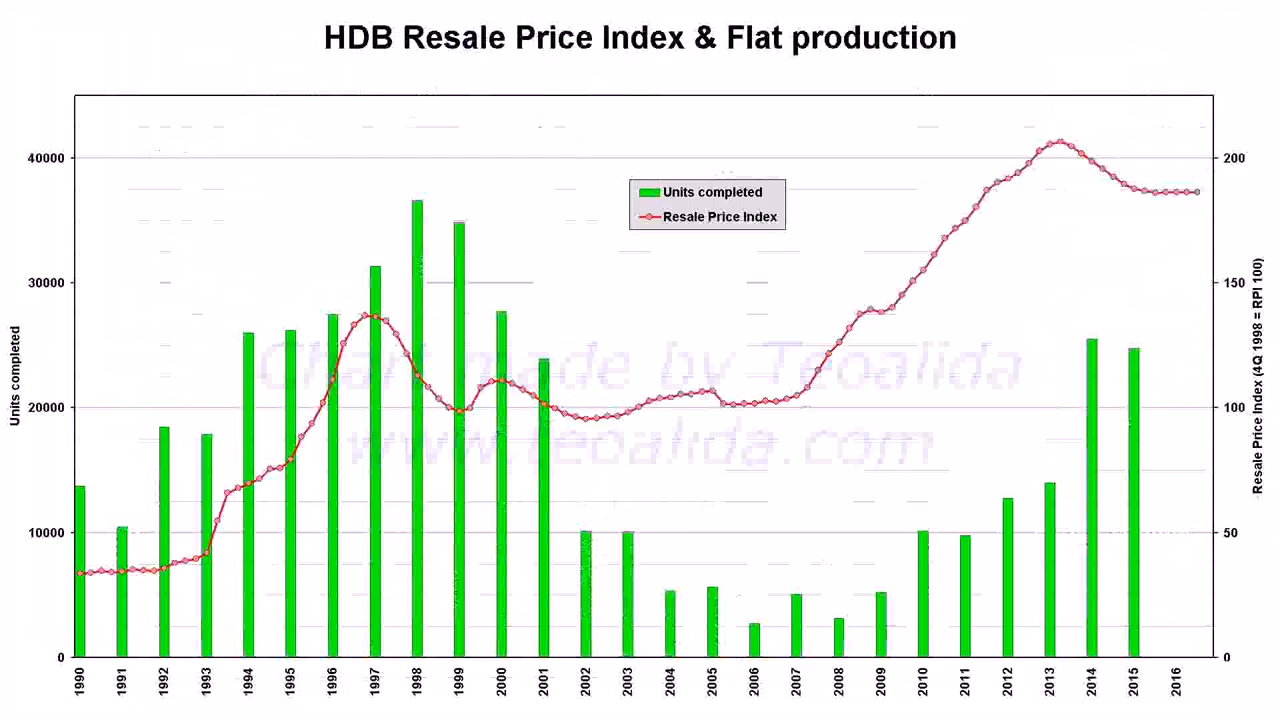 HDB Resale Price Index & Flat production
40000
30000
20000
10000
0
Units completed
200
150
100
50
0
Resale Price Index (4Q 1998 = RPI 100)
Units completed
Resale Price Index
Chart made by Teoalida
www.teoalida.com
1990 1991 1992 1993 1994 1995 1996 1997 1998 1999 2000 2001 2002 2003 2004 2005 2006 2007 2008 2009 2010 2011 2012 2013 2014 2015 2016